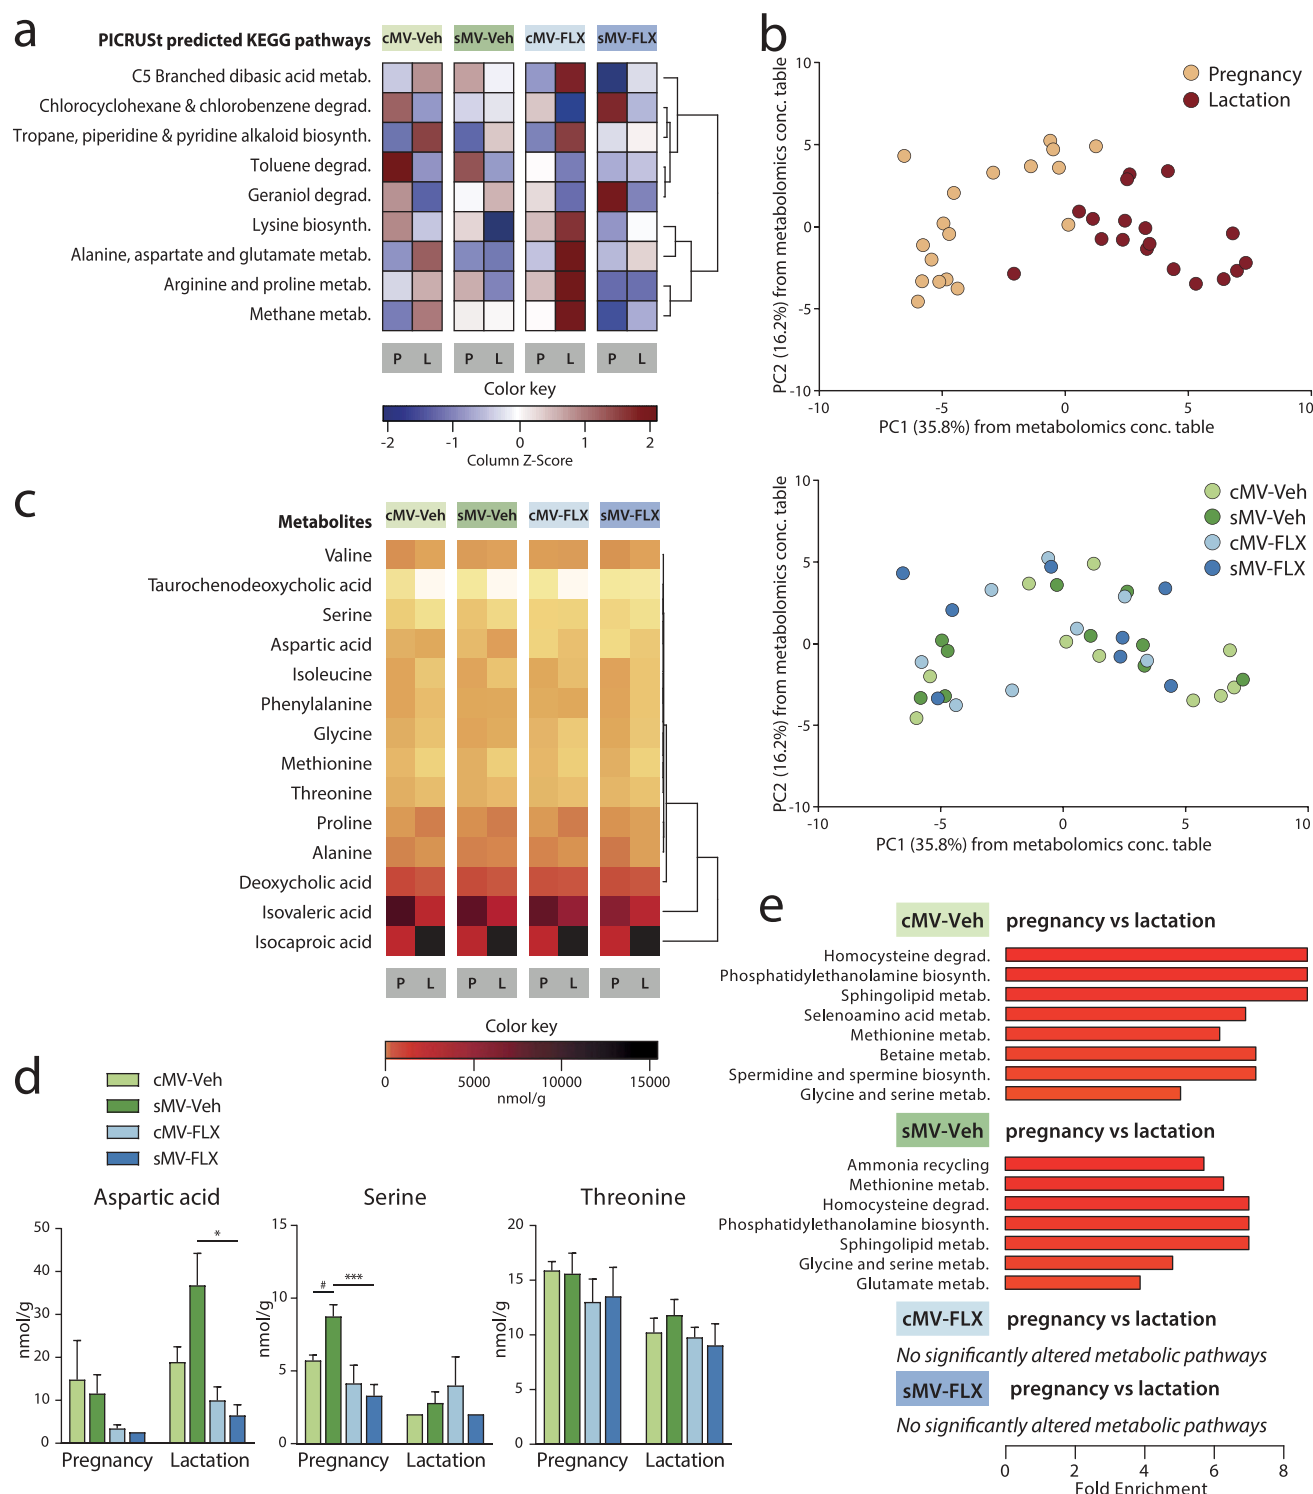 a
PICRUSt predicted KEGG pathways
cMV-Veh sMV-Veh cMV-FLX sMV-FLX
C5 Branched dibasic acid metab.
Chlorocyclohexane & chlorobenzene degrad.
Tropane, piperidine & pyridine alkaloid biosynth.
Toluene degrad.
Geraniol degrad.
Lysine biosynth.
Alanine, aspartate and glutamate metab.
Arginine and proline metab.
Methane metab.
P L P L P L P L
Color key
-2 -1 0 1 2
Column Z-Score
b
Pregnancy
Lactation
PC2 (16.2%) from metabolomics conc. table
10
5
0
-5
-10
-10 -5 0 5 10
PC1 (35.8%) from metabolomics conc. table
cMV-Veh
sMV-Veh
cMV-FLX
sMV-FLX
PC2 (16.2%) from metabolomics conc. table
10
5
0
-5
-10
-10 -5 0 5 10
PC1 (35.8%) from metabolomics conc. table
c
Metabolites
cMV-Veh sMV-Veh cMV-FLX sMV-FLX
Valine
Taurochenodeoxycholic acid
Serine
Aspartic acid
Isoleucine
Phenylalanine
Glycine
Methionine
Threonine
Proline
Alanine
Deoxycholic acid
Isovaleric acid
Isocaproic acid
P L P L P L P L
Color key
0 5000 10000 15000
nmol/g
d
cMV-Veh
sMV-Veh
cMV-FLX
sMV-FLX
Aspartic acid
nmol/g
50
40
30
20
10
0
*
Pregnancy Lactation
Serine
nmol/g
15
10
5
0
# ***
Pregnancy Lactation
Threonine
nmol/g
20
15
10
5
0
Pregnancy Lactation
e
cMV-Veh pregnancy vs lactation
Homocysteine degrad.
Phosphatidylethanolamine biosynth.
Sphingolipid metab.
Selenoamino acid metab.
Methionine metab.
Betaine metab.
Spermidine and spermine biosynth.
Glycine and serine metab.
sMV-Veh pregnancy vs lactation
Ammonia recycling
Methionine metab.
Homocysteine degrad.
Phosphatidylethanolamine biosynth.
Sphingolipid metab.
Glycine and serine metab.
Glutamate metab.
cMV-FLX pregnancy vs lactation
No significantly altered metabolic pathways
sMV-FLX pregnancy vs lactation
No significantly altered metabolic pathways
0 2 4 6 8
Fold Enrichment